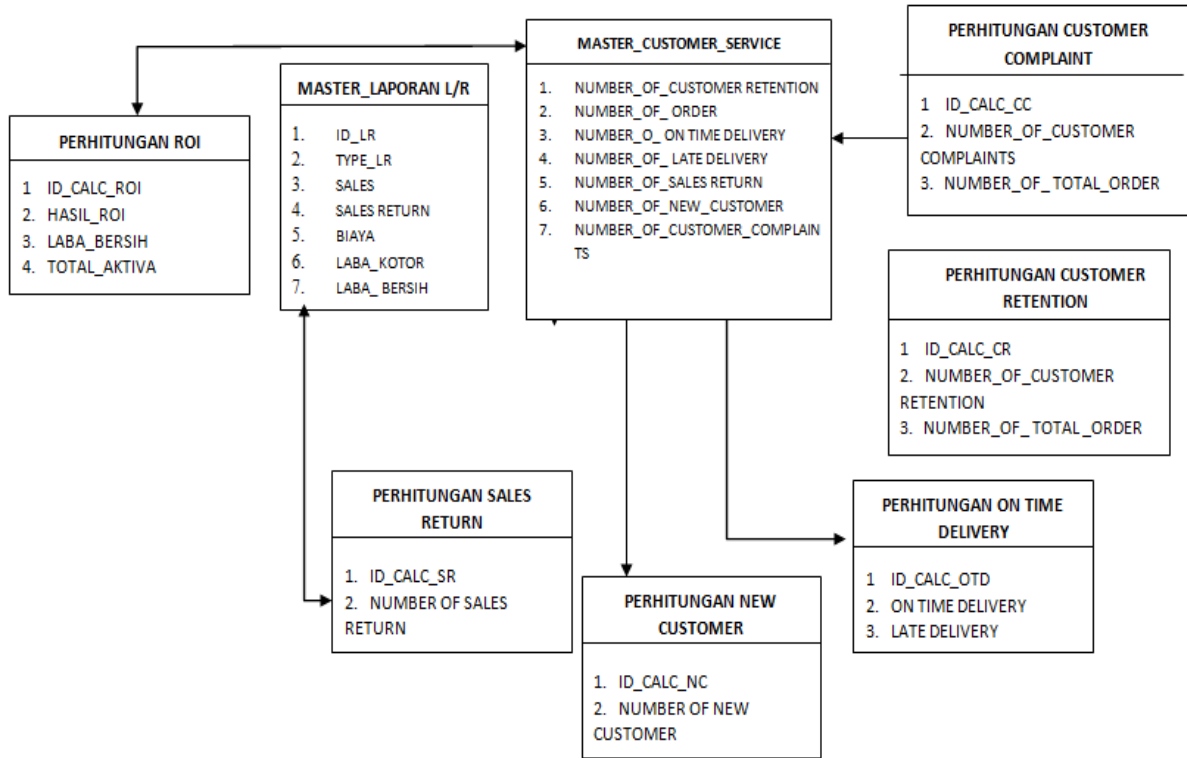 MASTER_CUSTOMER_SERVICE
1. NUMBER_OF_CUSTOMER RETENTION
2. NUMBER_OF_ ORDER
3. NUMBER_O_ ON TIME DELIVERY
4. NUMBER_OF_ LATE DELIVERY
5. NUMBER_OF_SALES RETURN
6. NUMBER_OF_NEW_CUSTOMER
7. NUMBER_OF_CUSTOMER_COMPLAIN
TS
PERHITUNGAN CUSTOMER
COMPLAINT
1 ID_CALC_CC
2. NUMBER_OF_CUSTOMER
COMPLAINTS
3. NUMBER_OF_TOTAL_ORDER
MASTER_LAPORAN L/R
1. ID_LR
2. TYPE_LR
3. SALES
4. SALES RETURN
5. BIAYA
6. LABA_KOTOR
7. LABA_ BERSIH
PERHITUNGAN ROI
1 ID_CALC_ROI
2. HASIL_ROI
3. LABA_BERSIH
4. TOTAL_AKTIVA
PERHITUNGAN CUSTOMER
RETENTION
1 ID_CALC_CR
2. NUMBER_OF_CUSTOMER
RETENTION
3. NUMBER_OF_TOTAL_ORDER
PERHITUNGAN SALES
RETURN
1. ID_CALC_SR
2. NUMBER OF SALES
RETURN
PERHITUNGAN NEW
CUSTOMER
1. ID_CALC_NC
2. NUMBER OF NEW
CUSTOMER
PERHITUNGAN ON TIME
DELIVERY
1 ID_CALC_OTD
2. ON TIME DELIVERY
3. LATE DELIVERY